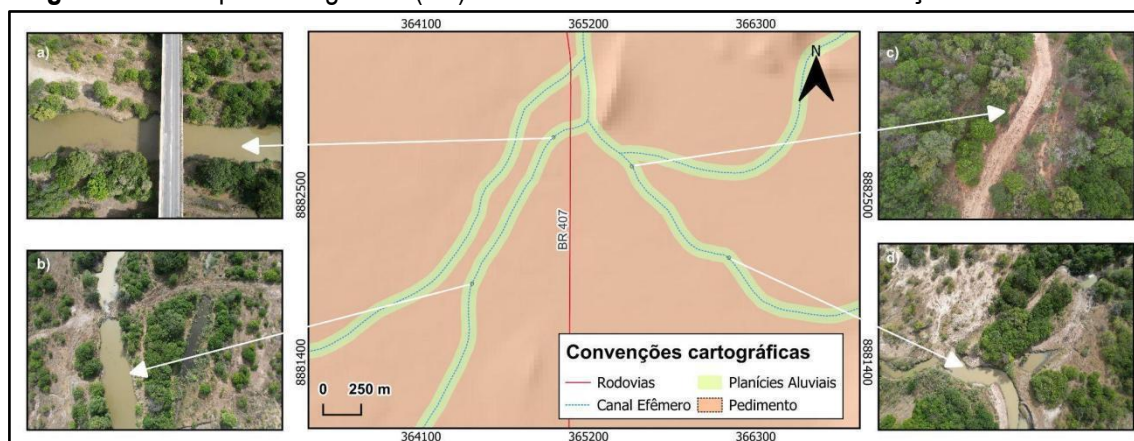 364100 365200 366300
a)
c)
N
8882500
8882500
BR 407
b)
d)
8881400
8881400
Convenções cartográficas
Rodovias
Planícies Aluviais
Canal Efêmero
Pedimento
0 250 m
364100 365200 366300